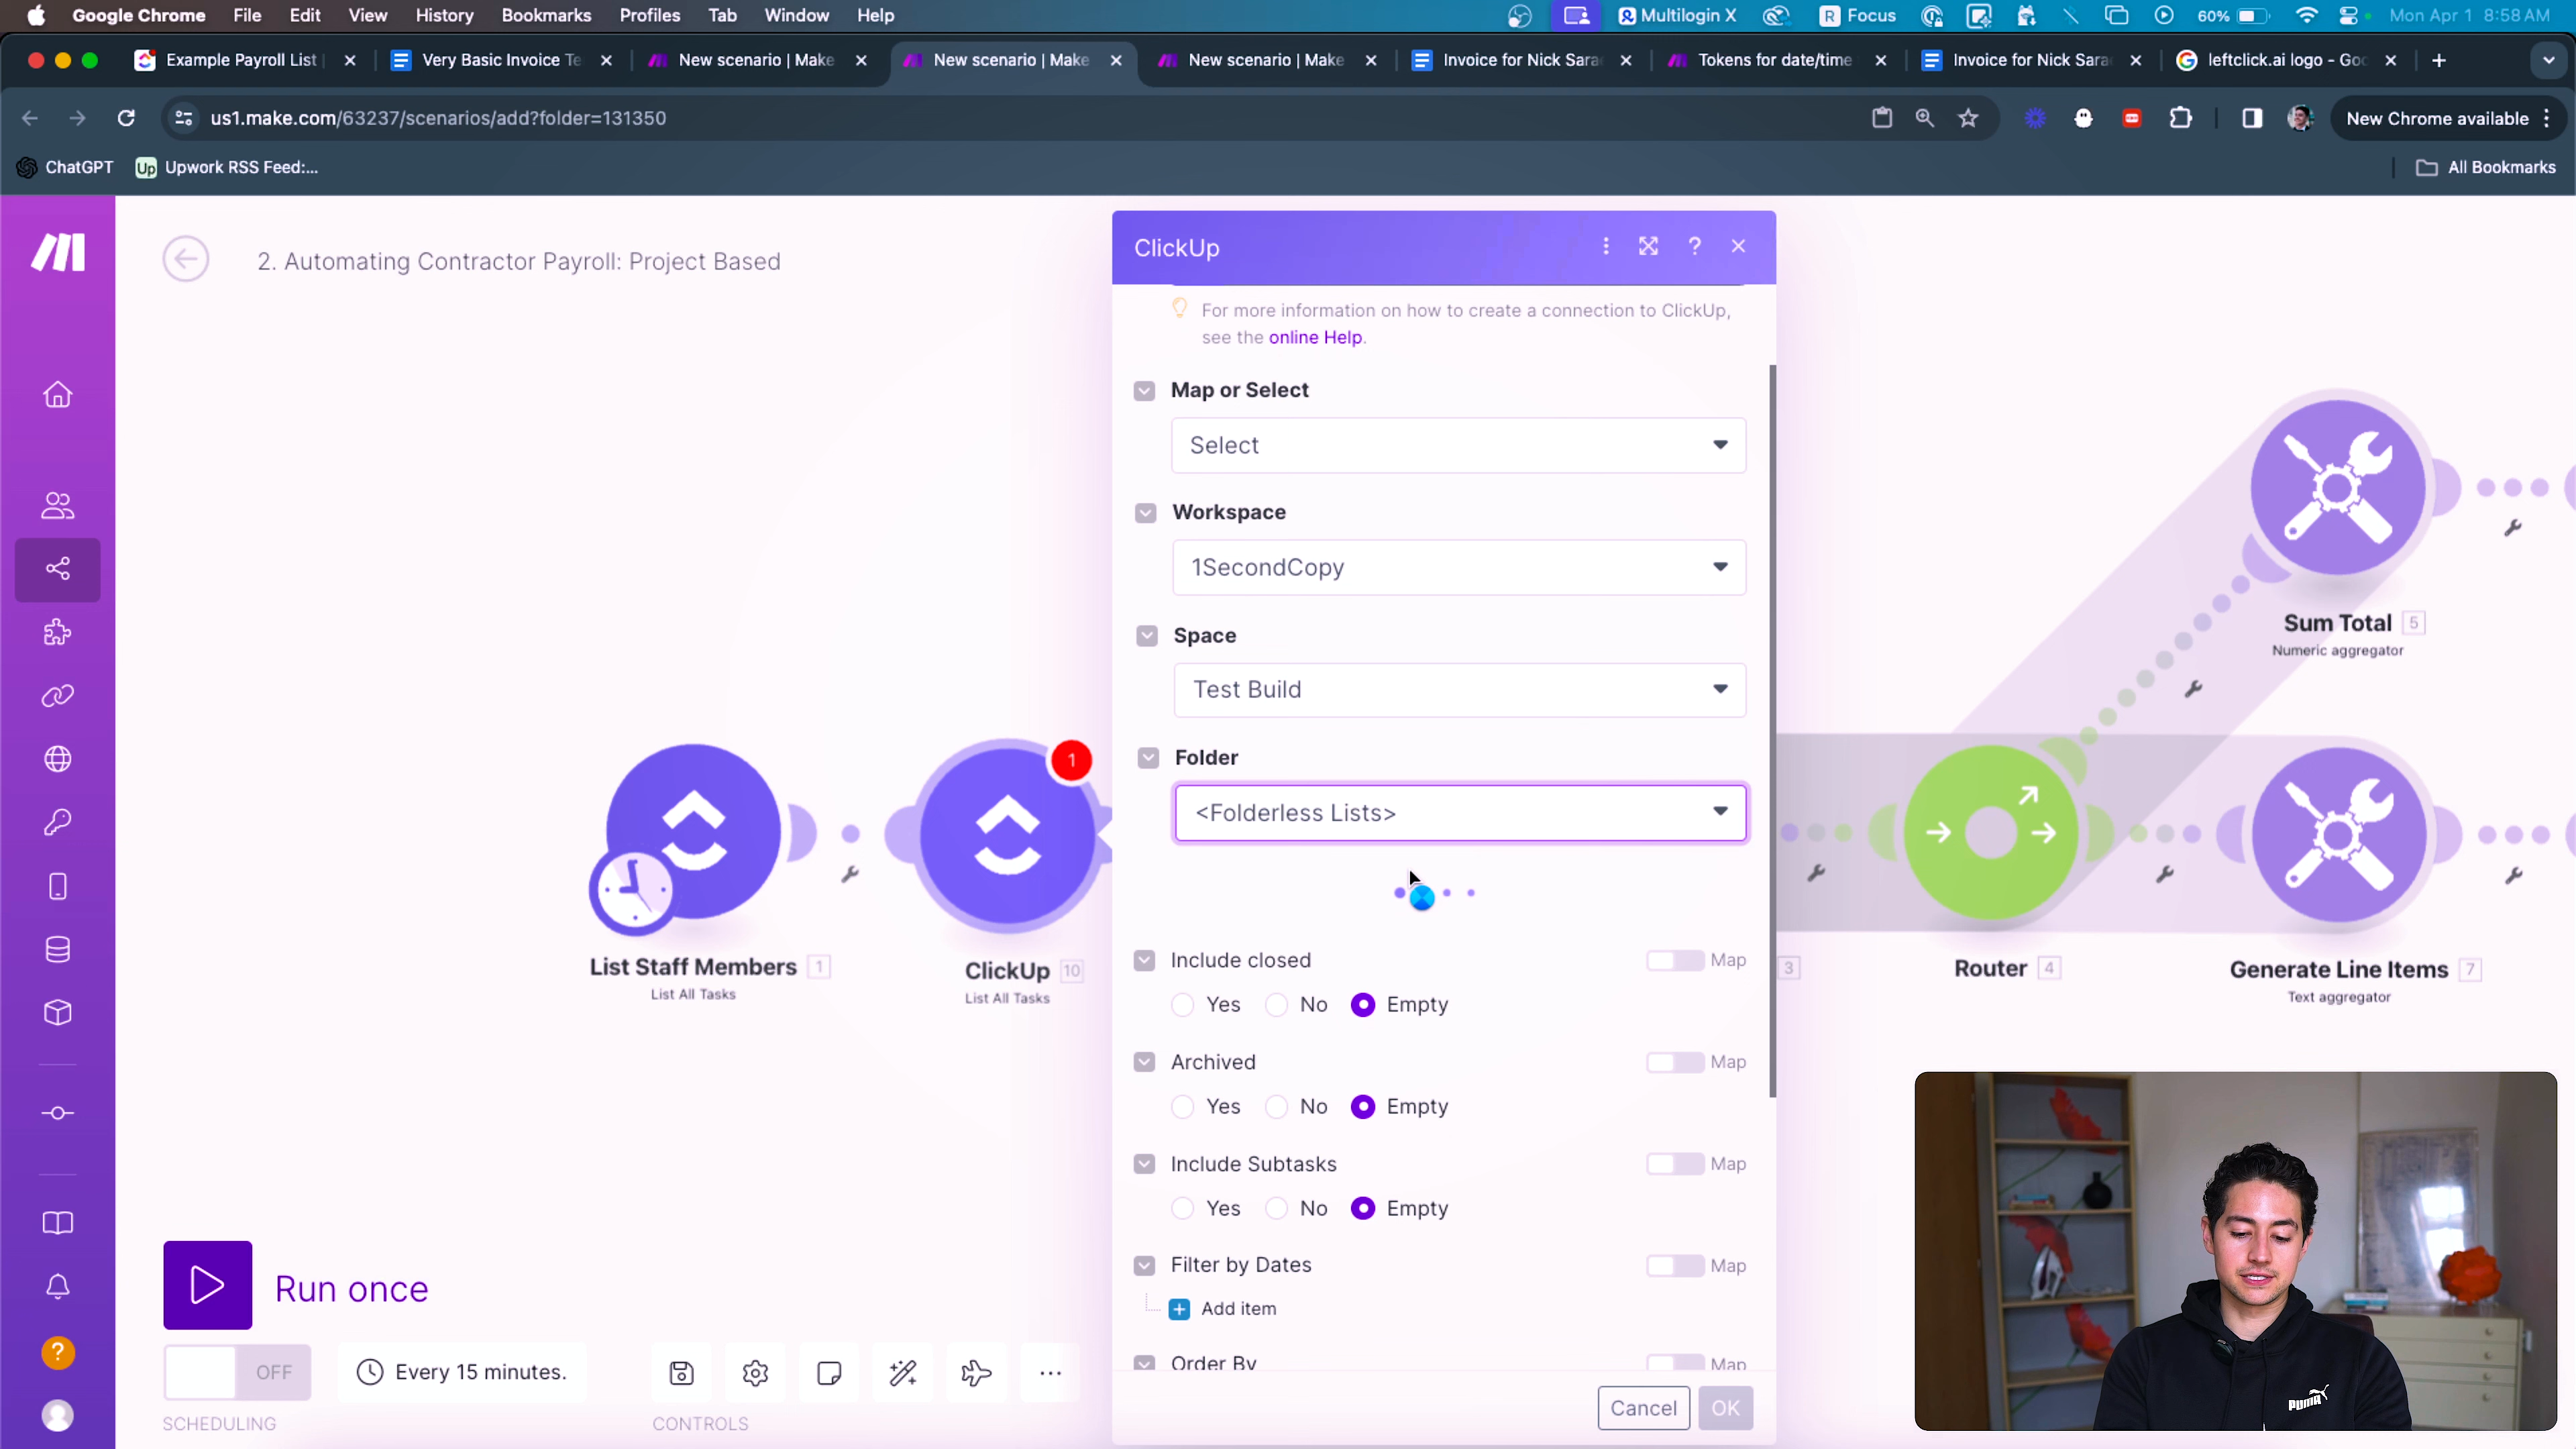 Google Chrome File Edit View History Bookmarks Profiles Tab Window Help Multilogin X R Focus 60% Mon Apr 1 8:58 AM
Example Payroll List Very Basic Invoice Te New scenario | Make New scenario | Make New scenario | Make Invoice for Nick Sara Tokens for date/time Invoice for Nick Sara leftclick.ai logo - Goo
us1.make.com/63237/scenarios/add?folder=131350 New Chrome available
ChatGPT Up Upwork RSS Feed:... All Bookmarks
2. Automating Contractor Payroll: Project Based
ClickUp ?
For more information on how to create a connection to ClickUp,
see the online Help.
Map or Select
Select
Workspace
1SecondCopy
Space
Test Build
Folder
<Folderless Lists>
Include closed Map
Yes No Empty
Archived Map
Yes No Empty
Include Subtasks Map
Yes No Empty
Filter by Dates Map
+ Add item
Order By Map
Cancel OK
1
List Staff Members 1
List All Tasks
ClickUp 10
List All Tasks
3
Router 4
Sum Total 5
Numeric aggregator
Generate Line Items 7
Text aggregator
Run once
OFF Every 15 minutes.
SCHEDULING CONTROLS
?
PUMA